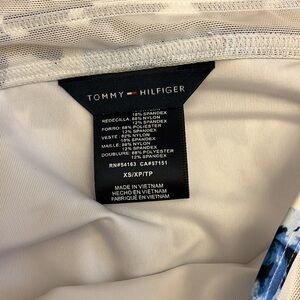 TOMMY HILFIGER
18% SPANDEX
REDECILLA: 88% NYLON
12% SPANDEX
FORRO: 88% POLYESTER
12% SPANDEX
VESTE: 82% NYLON
18% SPANDEX
MAILLE: 88% NYLON
12% SPANDEX
DOUBLURE: 88% POLYESTER
12% SPANDEX
RN#54163 CA#57151
XS/XP/TP
MADE IN VIETNAM
HECHO EN VIETNAM
FABRIQUÉ EN VIETNAM